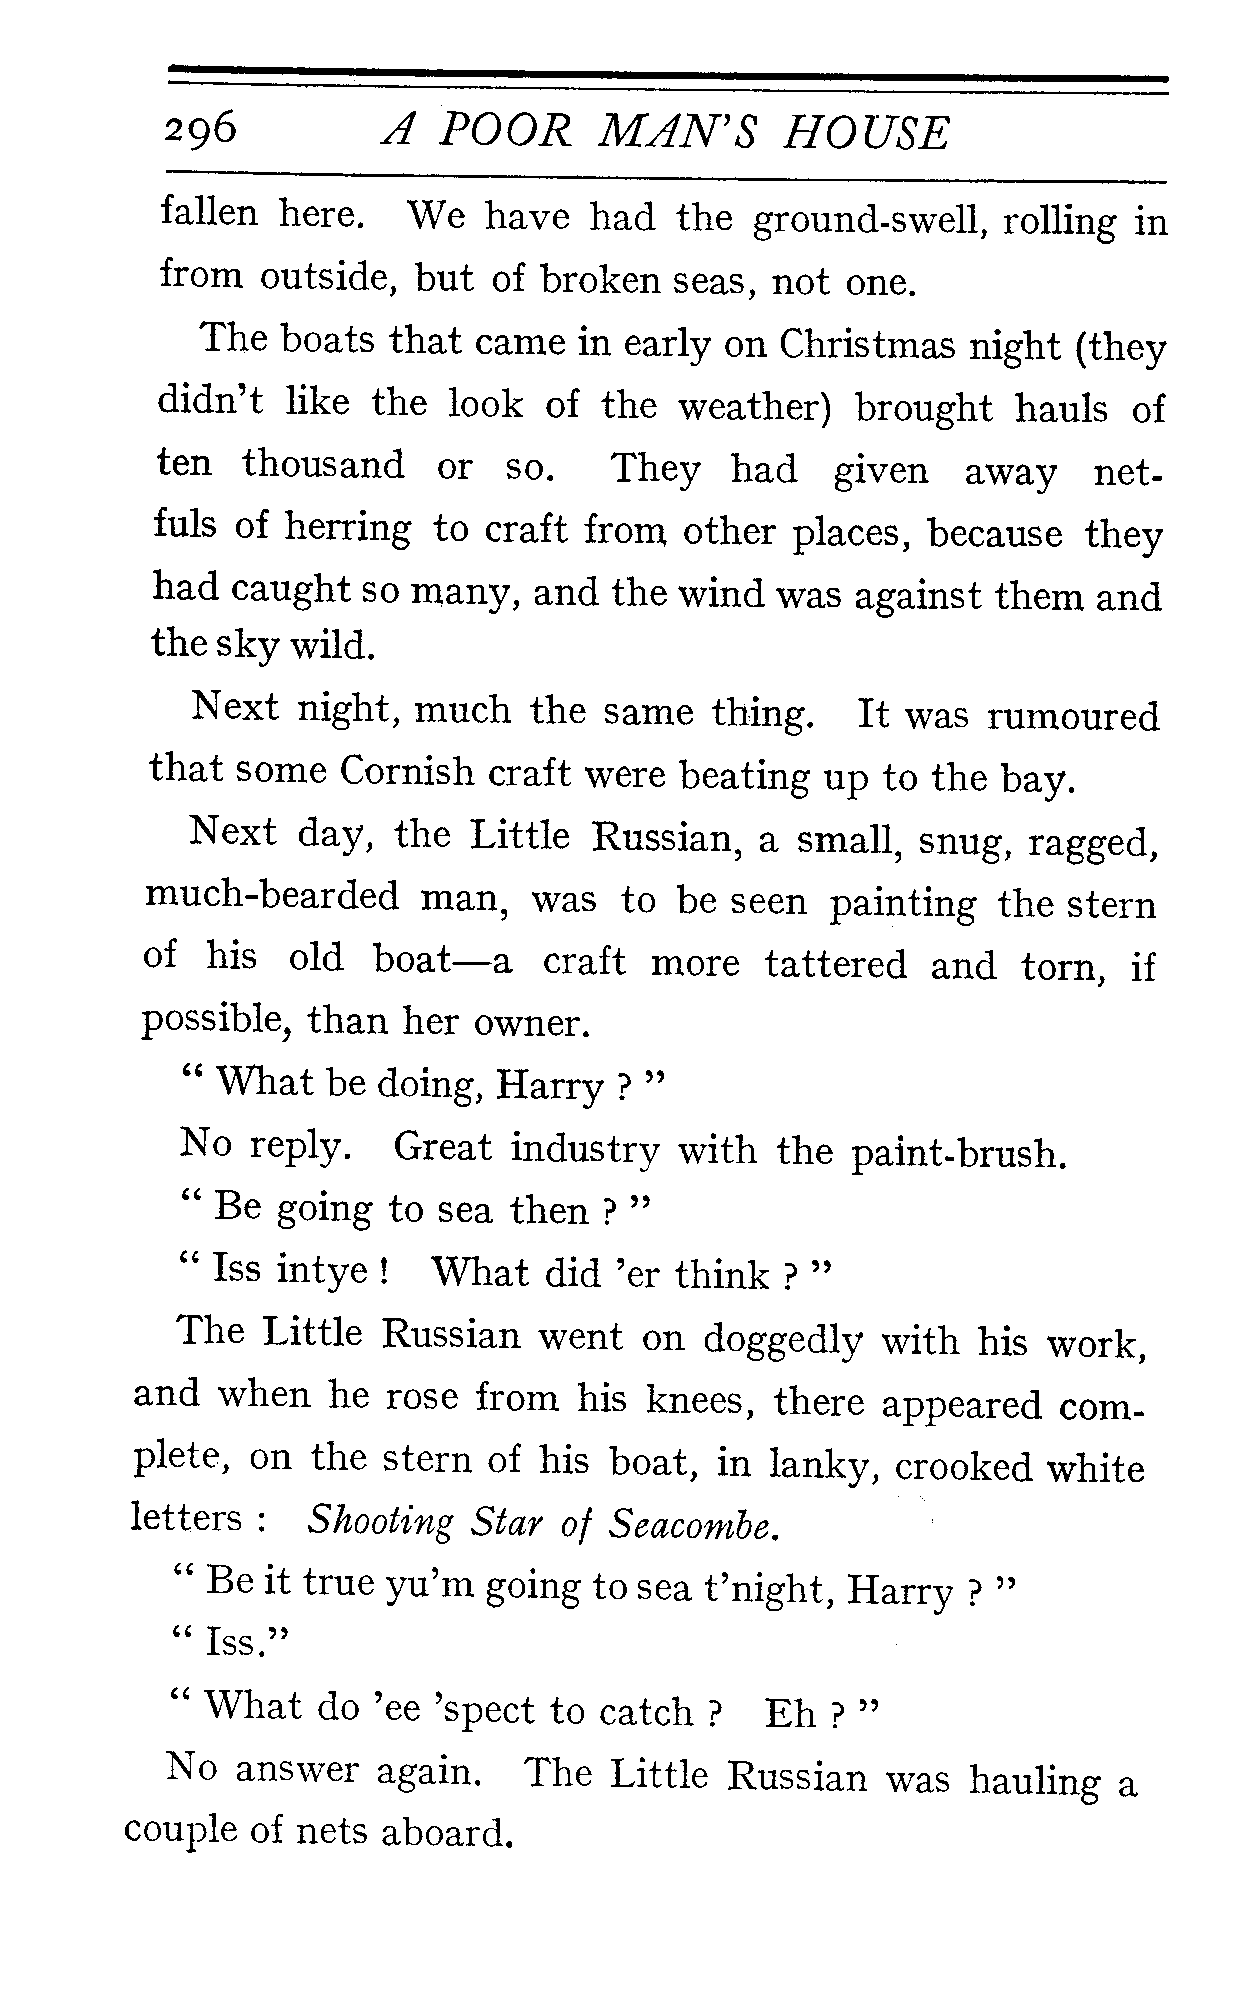 296 A POOR MAN'S HOUSE
fallen here. We have had the ground-swell, rolling in
from outside, but of broken seas, not one.
The boats that came in early on Christmas night (they
didn't like the look of the weather) brought hauls of
ten thousand or so. They had given away net-
fuls of herring to craft from other places, because they
had caught so many, and the wind was against them and
the sky wild.
Next night, much the same thing. It was rumoured
that some Cornish craft were beating up to the bay.
Next day, the Little Russian, a small, snug, ragged,
much-bearded man, was to be seen painting the stern
of his old boat—a craft more tattered and torn, if
possible, than her owner.
“ What be doing, Harry ? ”
No reply. Great industry with the paint-brush.
“ Be going to sea then ? ”
“ Iss intye ! What did ’er think ? ”
The Little Russian went on doggedly with his work,
and when he rose from his knees, there appeared com-
plete, on the stern of his boat, in lanky, crooked white
letters : Shooting Star of Seacombe.
“ Be it true yu’m going to sea t’night, Harry ? ”
“ Iss.”
“ What do ’ee ’spect to catch ? Eh ? ”
No answer again. The Little Russian was hauling a
couple of nets aboard.